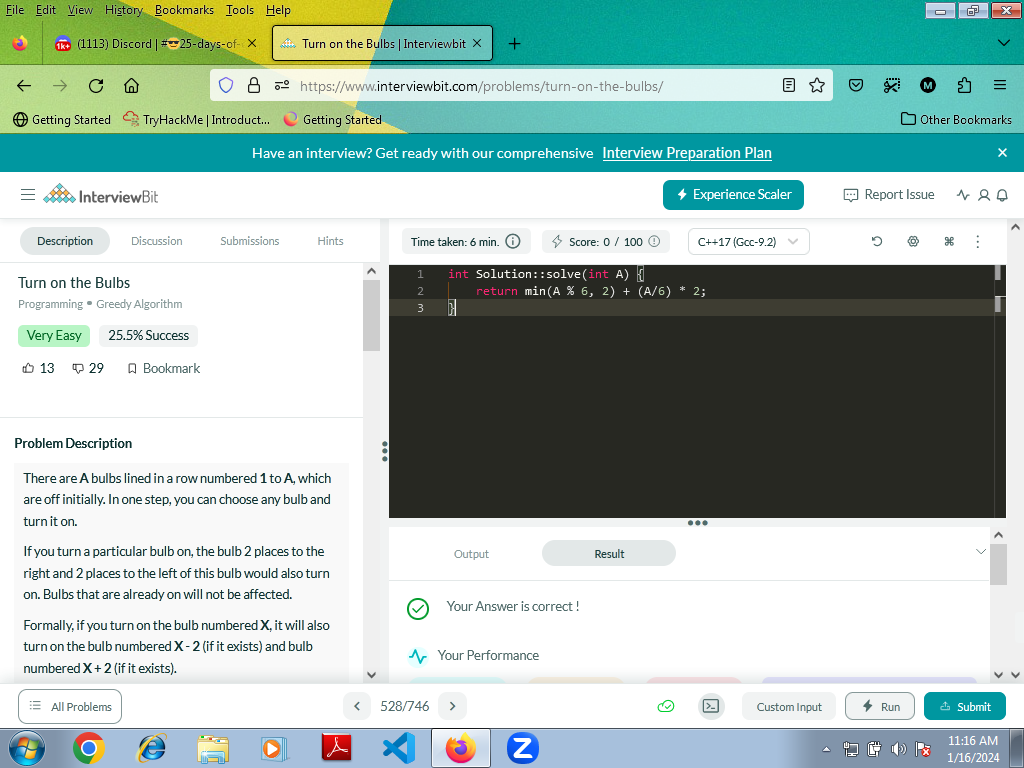 File Edit View History Bookmarks Tools Help
1K+ (1113) Discord | #😎25-days-of-
Turn on the Bulbs | Interviewbit
https://www.interviewbit.com/problems/turn-on-the-bulbs/
M
Getting Started TryHackMe | Introduct... Getting Started Other Bookmarks
Have an interview? Get ready with our comprehensive Interview Preparation Plan
InterviewBit Experience Scaler Report Issue
Description Discussion Submissions Hints
Time taken: 6 min. Score: 0 / 100 C++17 (Gcc-9.2)
Turn on the Bulbs
Programming • Greedy Algorithm
Very Easy 25.5% Success
13 29 Bookmark
Problem Description
There are A bulbs lined in a row numbered 1 to A, which
are off initially. In one step, you can choose any bulb and
turn it on.
If you turn a particular bulb on, the bulb 2 places to the
right and 2 places to the left of this bulb would also turn
on. Bulbs that are already on will not be affected.
Formally, if you turn on the bulb numbered X, it will also
turn on the bulb numbered X - 2 (if it exists) and bulb
numbered X + 2 (if it exists).
1 int Solution::solve(int A) {
2 return min(A % 6, 2) + (A/6) * 2;
3 }
Output Result
Your Answer is correct !
Your Performance
All Problems 528/746 Custom Input Run Submit
Z
11:16 AM
1/16/2024